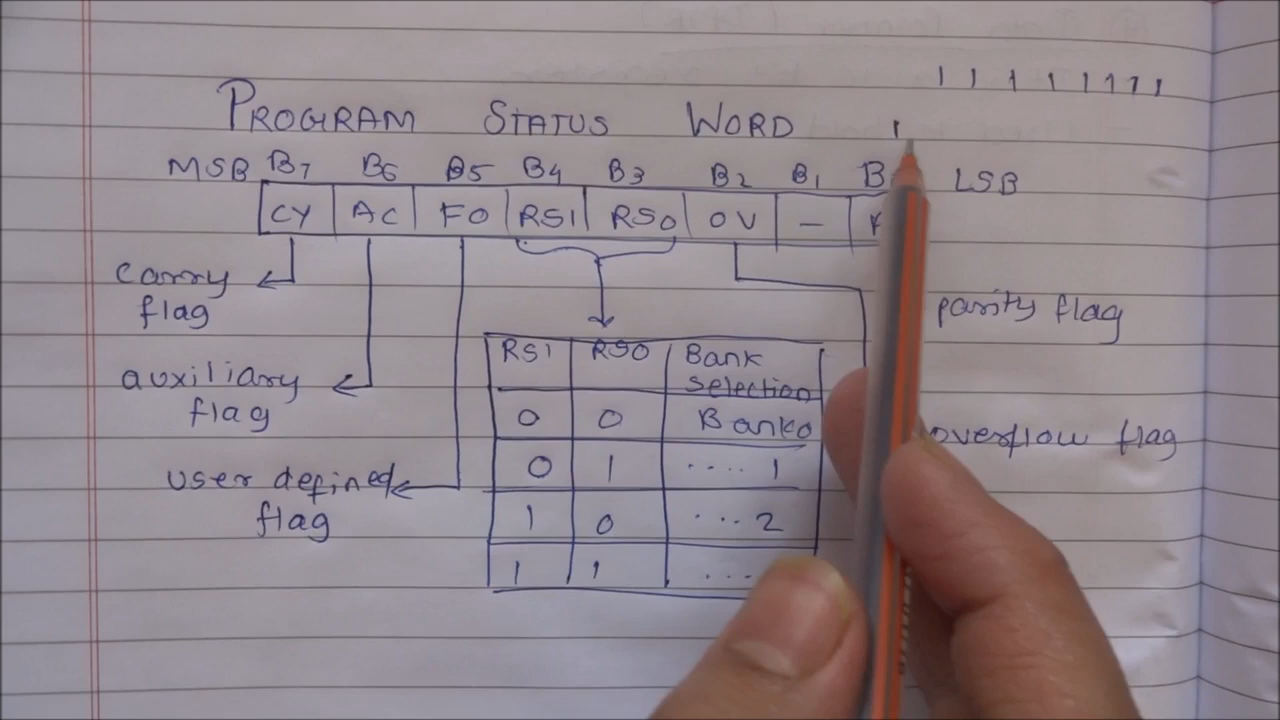 1 1 1 1 1 1 1 1
PROGRAM STATUS WORD 1
MSB B7 B6 B5 B4 B3 B2 B1 B LSB
CY AC FO RS1 RS0 OV —
carry
flag
parity flag
RS1 RS0 Bank
selection
auxiliary
flag
0 0 Bank0
overflow flag
0 1 .... 1
user defined
flag
1 0 ... 2
1 1 ...